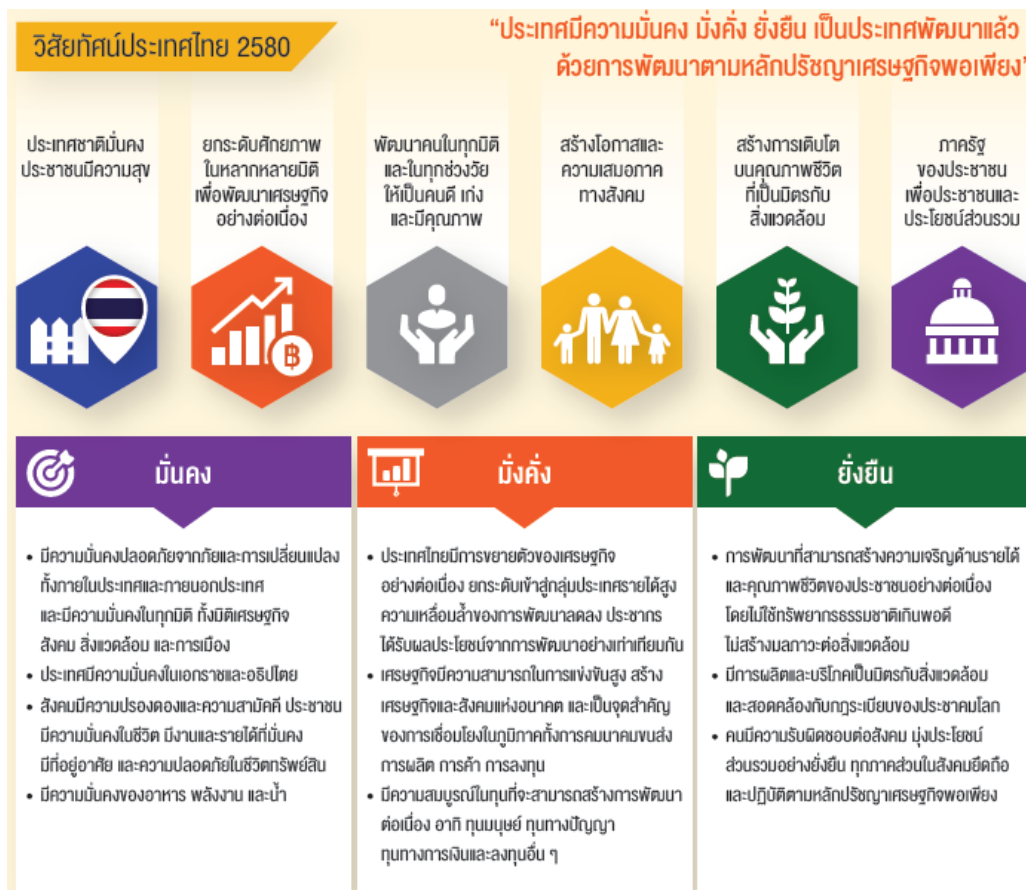 วิสัยทัศน์ประเทศไทย 2580
“ประเทศมีความมั่นคง มั่งคั่ง ยั่งยืน เป็นประเทศพัฒนาแล้ว
ด้วยการพัฒนาตามหลักปรัชญาเศรษฐกิจพอเพียง”
ประเทศชาติมั่นคง
ประชาชนมีความสุข
ยกระดับศักยภาพ
ในหลากหลายมิติ
เพื่อพัฒนาเศรษฐกิจ
อย่างต่อเนื่อง
พัฒนาคนในทุกมิติ
และในทุกช่วงวัย
ให้เป็นคนดี เก่ง
และมีคุณภาพ
สร้างโอกาสและ
ความเสมอภาค
ทางสังคม
สร้างการเติบโต
บนคุณภาพชีวิต
ที่เป็นมิตรกับ
สิ่งแวดล้อม
ภาครัฐ
ของประชาชน
เพื่อประชาชนและ
ประโยชน์ส่วนรวม
มั่นคง
• มีความมั่นคงปลอดภัยจากภัยและการเปลี่ยนแปลง
ทั้งภายในประเทศและภายนอกประเทศ
และมีความมั่นคงในทุกมิติ ทั้งมิติเศรษฐกิจ
สังคม สิ่งแวดล้อม และการเมือง
• ประเทศมีความมั่นคงในเอกราชและอธิปไตย
• สังคมมีความปรองดองและความสามัคคี ประชาชน
มีความมั่นคงในชีวิต มีงานและรายได้ที่มั่นคง
มีที่อยู่อาศัย และความปลอดภัยในชีวิตทรัพย์สิน
• มีความมั่นคงของอาหาร พลังงาน และน้ำ
มั่งคั่ง
• ประเทศไทยมีการขยายตัวของเศรษฐกิจ
อย่างต่อเนื่อง ยกระดับเข้าสู่กลุ่มประเทศรายได้สูง
ความเหลื่อมล้ำของการพัฒนาลดลง ประชากร
ได้รับผลประโยชน์จากการพัฒนาอย่างเท่าเทียมกัน
• เศรษฐกิจมีความสามารถในการแข่งขันสูง สร้าง
เศรษฐกิจและสังคมแห่งอนาคต และเป็นจุดสำคัญ
ของการเชื่อมโยงในภูมิภาคทั้งการคมนาคมขนส่ง
การผลิต การค้า การลงทุน
• มีความสมบูรณ์ในทุนที่จะสามารถสร้างการพัฒนา
ต่อเนื่อง อาทิ ทุนมนุษย์ ทุนทางปัญญา
ทุนทางการเงินและลงทุนอื่น ๆ
ยั่งยืน
• การพัฒนาที่สามารถสร้างความเจริญด้านรายได้
และคุณภาพชีวิตของประชาชนอย่างต่อเนื่อง
โดยไม่ใช้ทรัพยากรธรรมชาติเกินพอดี
ไม่สร้างมลภาวะต่อสิ่งแวดล้อม
• มีการผลิตและบริโภคเป็นมิตรกับสิ่งแวดล้อม
และสอดคล้องกับกฎระเบียบของประชาคมโลก
• คนมีความรับผิดชอบต่อสังคม มุ่งประโยชน์
ส่วนรวมอย่างยั่งยืน ทุกภาคส่วนในสังคมยึดถือ
และปฏิบัติตามหลักปรัชญาเศรษฐกิจพอเพียง